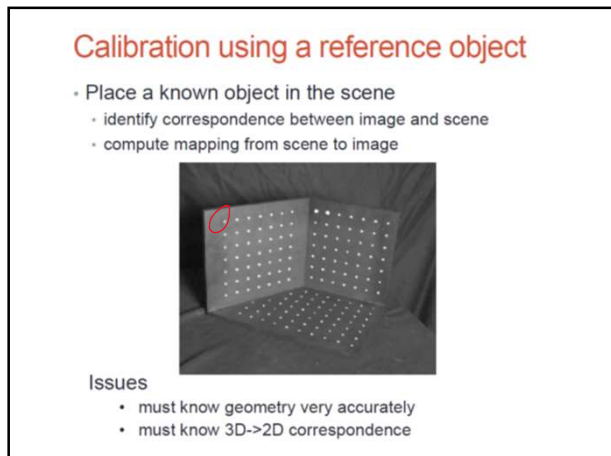 Calibration using a reference object
• Place a known object in the scene
• identify correspondence between image and scene
• compute mapping from scene to image
Issues
• must know geometry very accurately
• must know 3D->2D correspondence